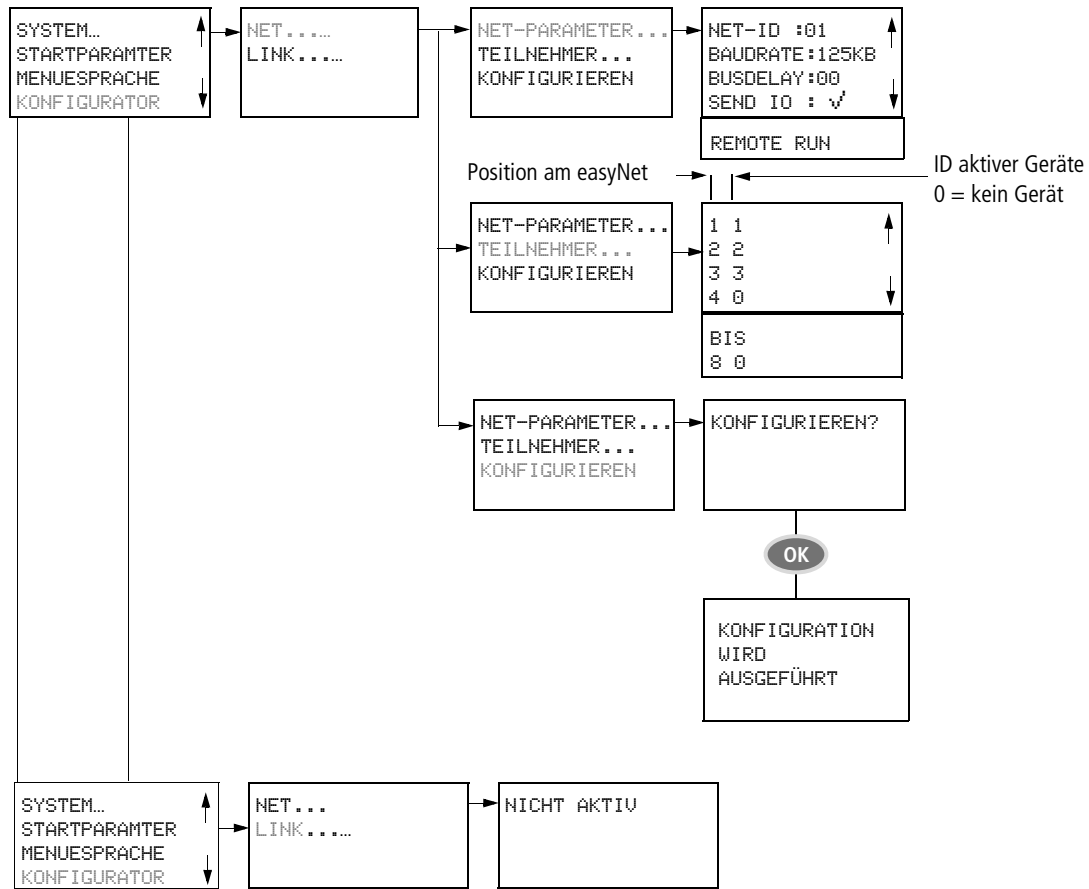 SYSTEM…
STARTPARAMTER
MENUESPRACHE
KONFIGURATOR
NET...…
LINK...…
NET-PARAMETER...
TEILNEHMER...
KONFIGURIEREN
NET-ID :01
BAUDRATE:125KB
BUSDELAY:00
SEND IO : √
REMOTE RUN
Position am easyNet
ID aktiver Geräte
0 = kein Gerät
NET-PARAMETER...
TEILNEHMER...
KONFIGURIEREN
1 1
2 2
3 3
4 0
BIS
8 0
NET-PARAMETER...
TEILNEHMER...
KONFIGURIEREN
KONFIGURIEREN?
OK
KONFIGURATION
WIRD
AUSGEFÜHRT
SYSTEM…
STARTPARAMTER
MENUESPRACHE
KONFIGURATOR
NET...
LINK...…
NICHT AKTIV